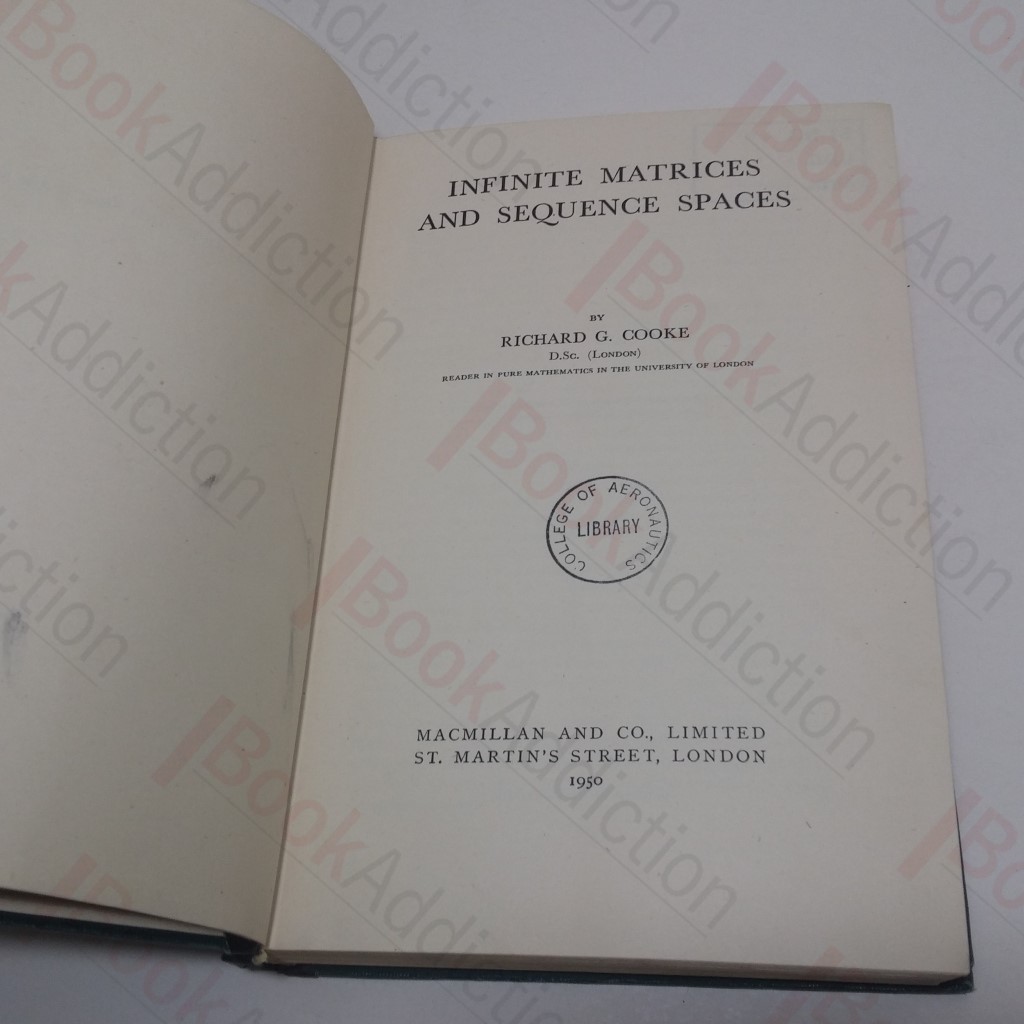 INFINITE MATRICES
AND SEQUENCE SPACES
BY
RICHARD G. COOKE
D.Sc. (London)
READER IN PURE MATHEMATICS IN THE UNIVERSITY OF LONDON
COLLEGE OF AERONAUTICS
LIBRARY
MACMILLAN AND CO., LIMITED
ST. MARTIN'S STREET, LONDON
1950
BookAddiction